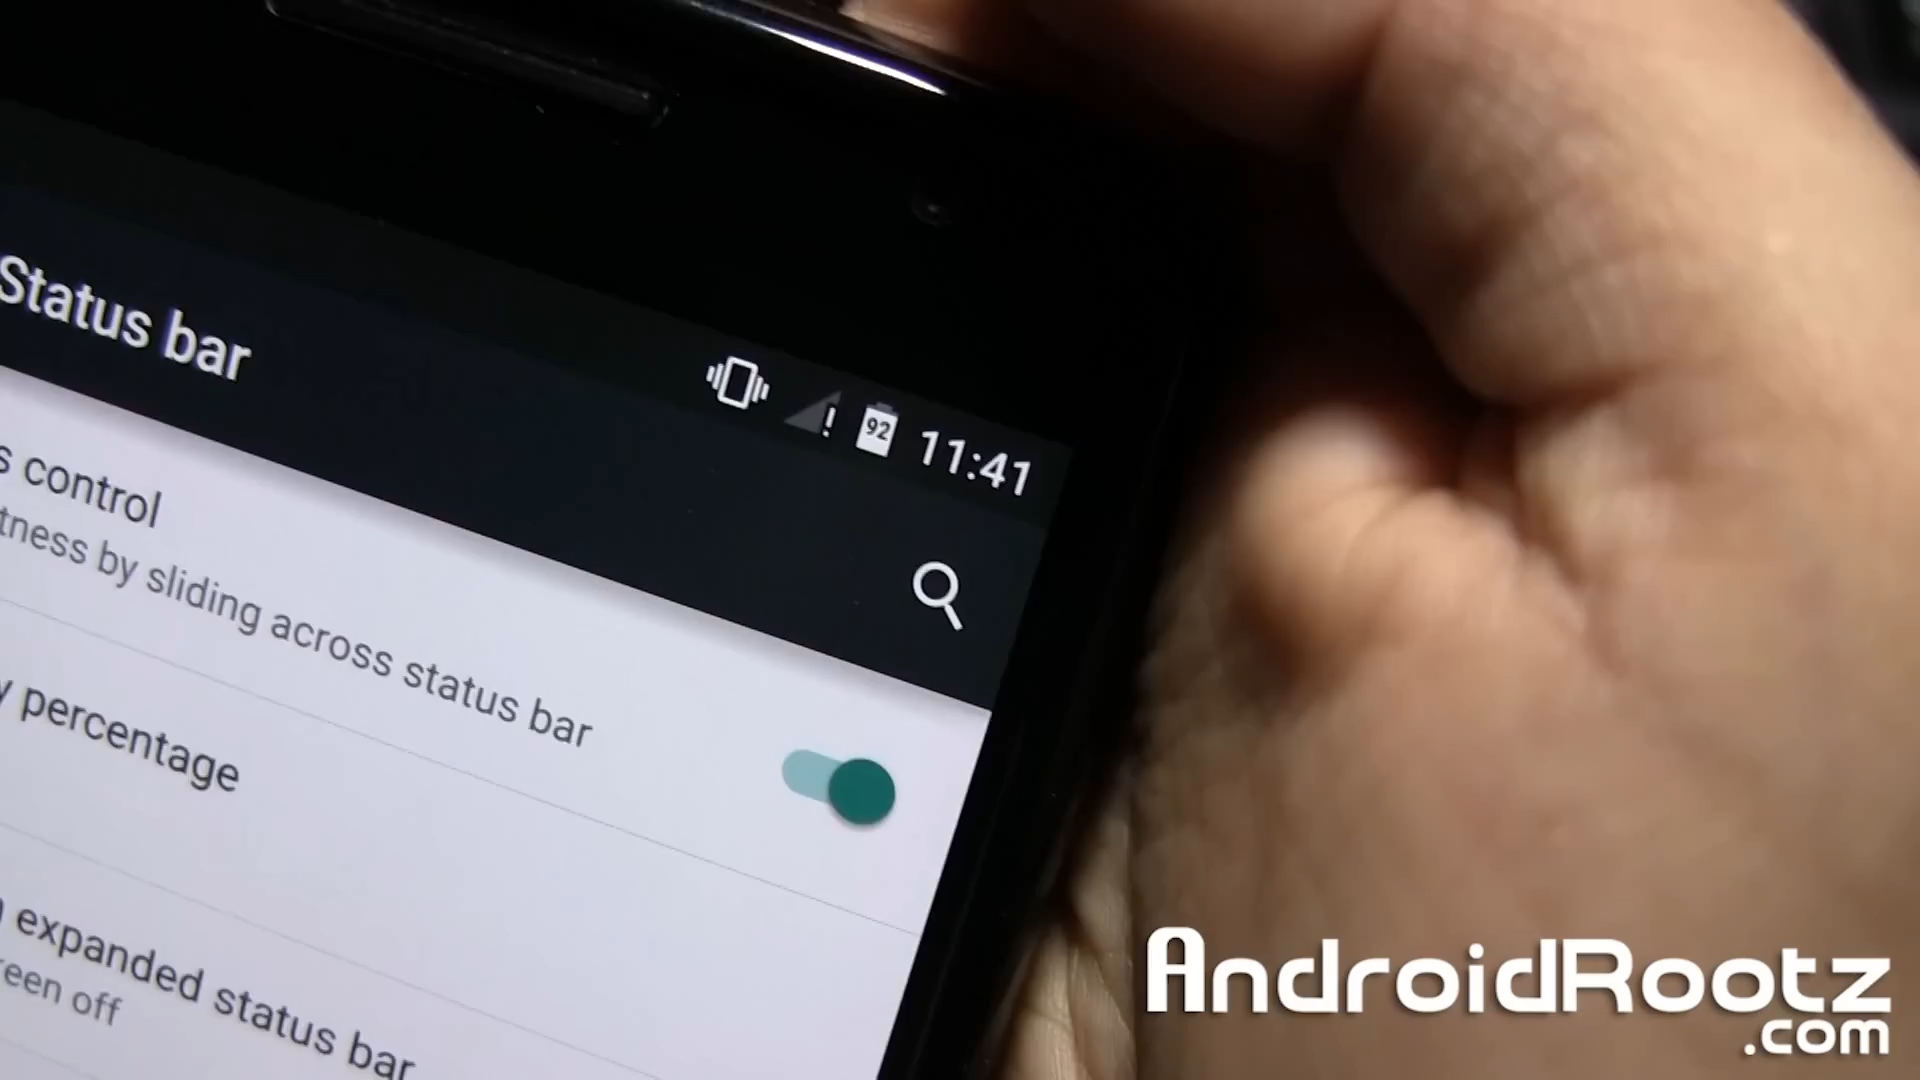 Status bar
92 11:41
s control
tness by sliding across status bar
y percentage
expanded status bar
reen off
AndroidRootz
.com